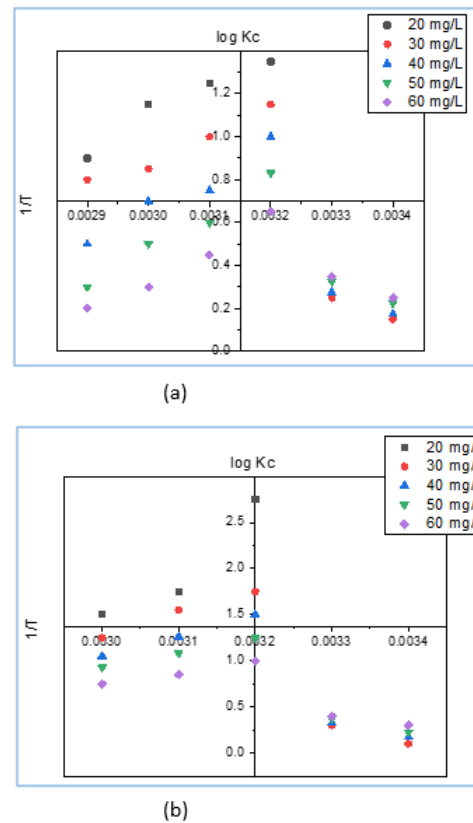 log Kc
20 mg/L
30 mg/L
40 mg/L
50 mg/L
60 mg/L
1.2
1.0
0.8
0.0029 0.0030 0.0031 0.0032 0.0033 0.0034
0.6
0.4
0.2
0.0
1/T
(a)
log Kc
20 mg/
30 mg/
40 mg/
50 mg/
60 mg/
2.5
2.0
1.5
0.0030 0.0031 0.0032 0.0033 0.0034
1.0
0.5
0.0
1/T
(b)